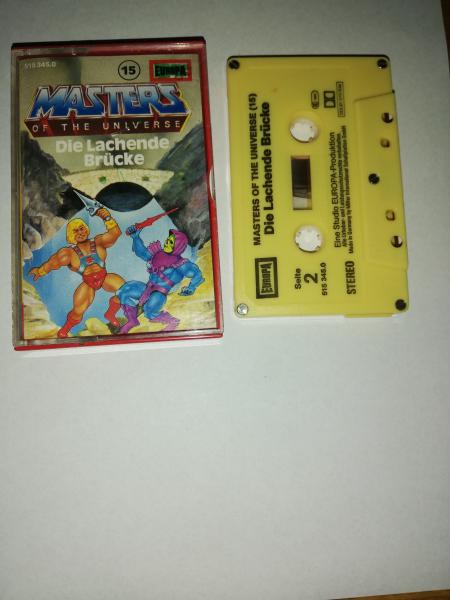 515 345.0
15
EUROPA
MASTERS
OF THE UNIVERSE
Die Lachende
Brücke
MASTERS OF THE UNIVERSE (15)
Die Lachende Brücke
EUROPA
Seite
2
515 345.0
Eine Studio EUROPA-Produktion
STEREO